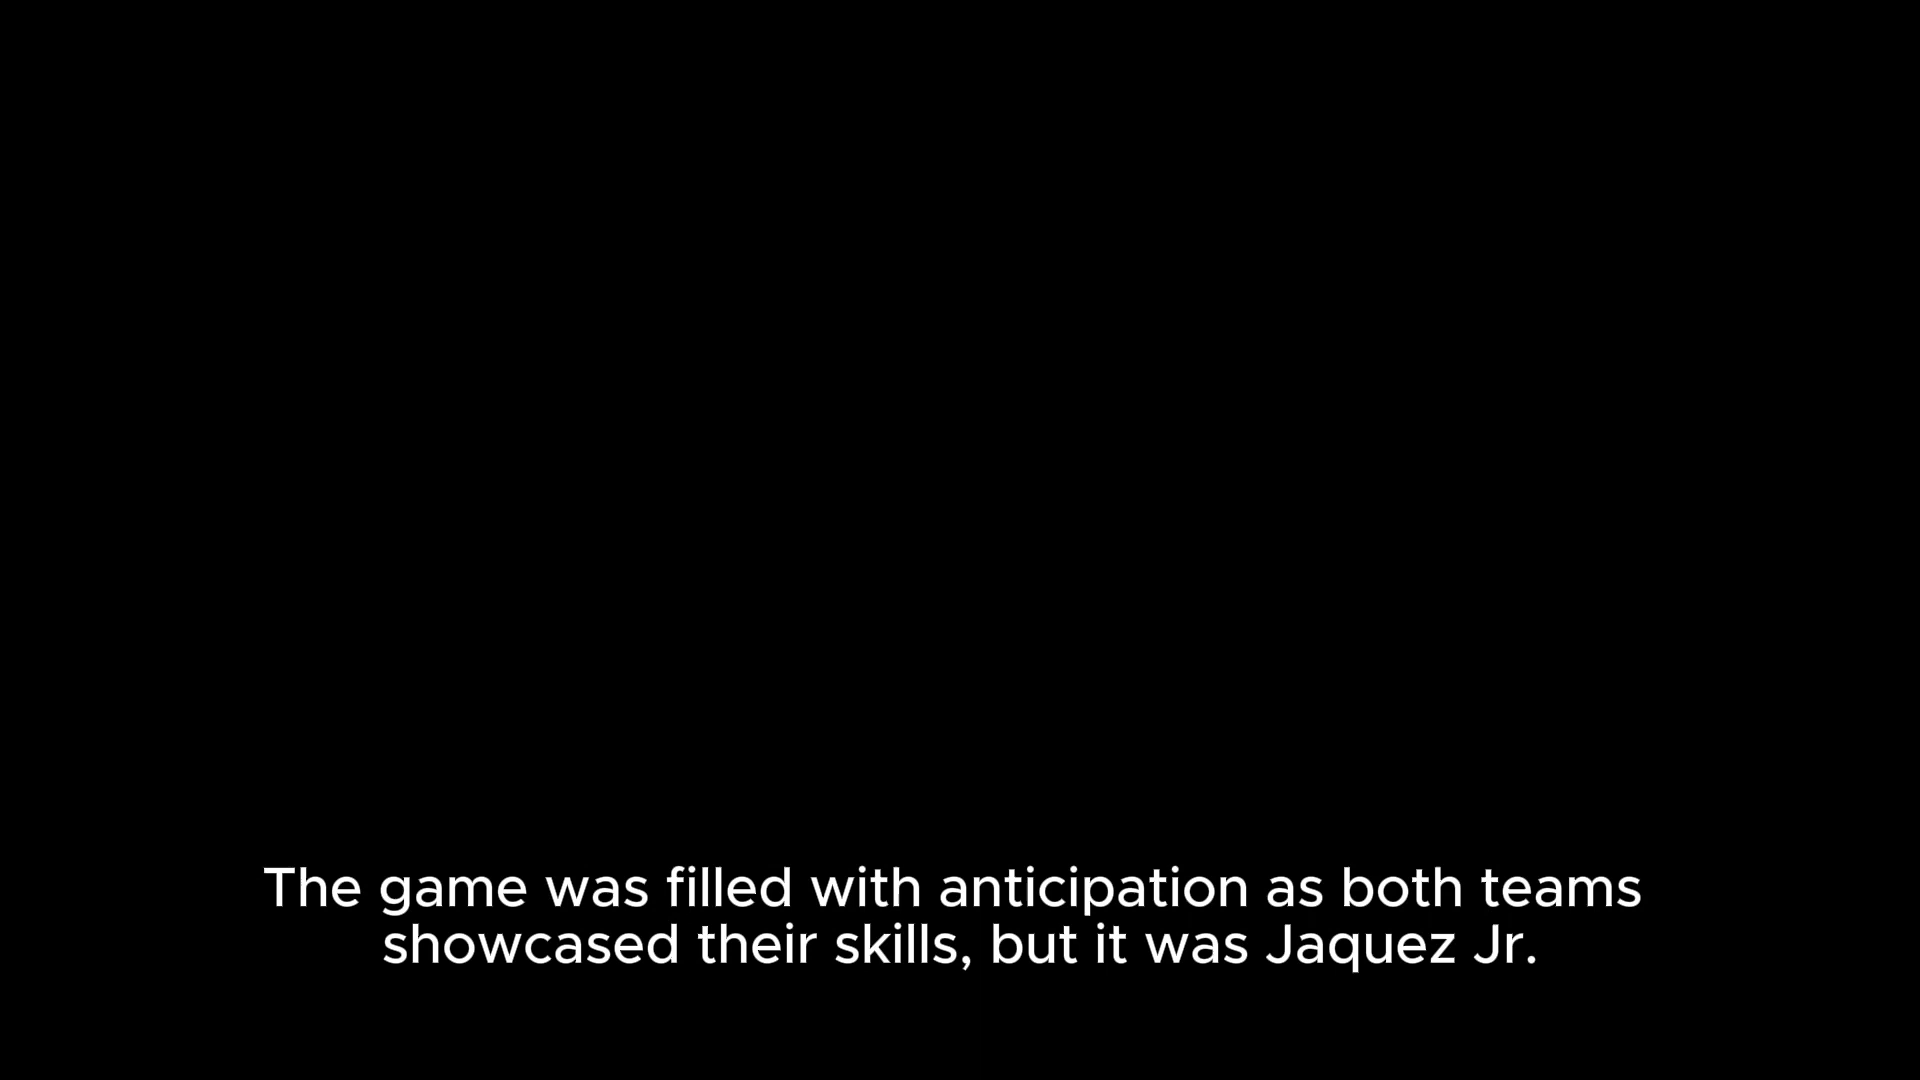 The game was filled with anticipation as both teams
showcased their skills, but it was Jaquez Jr.